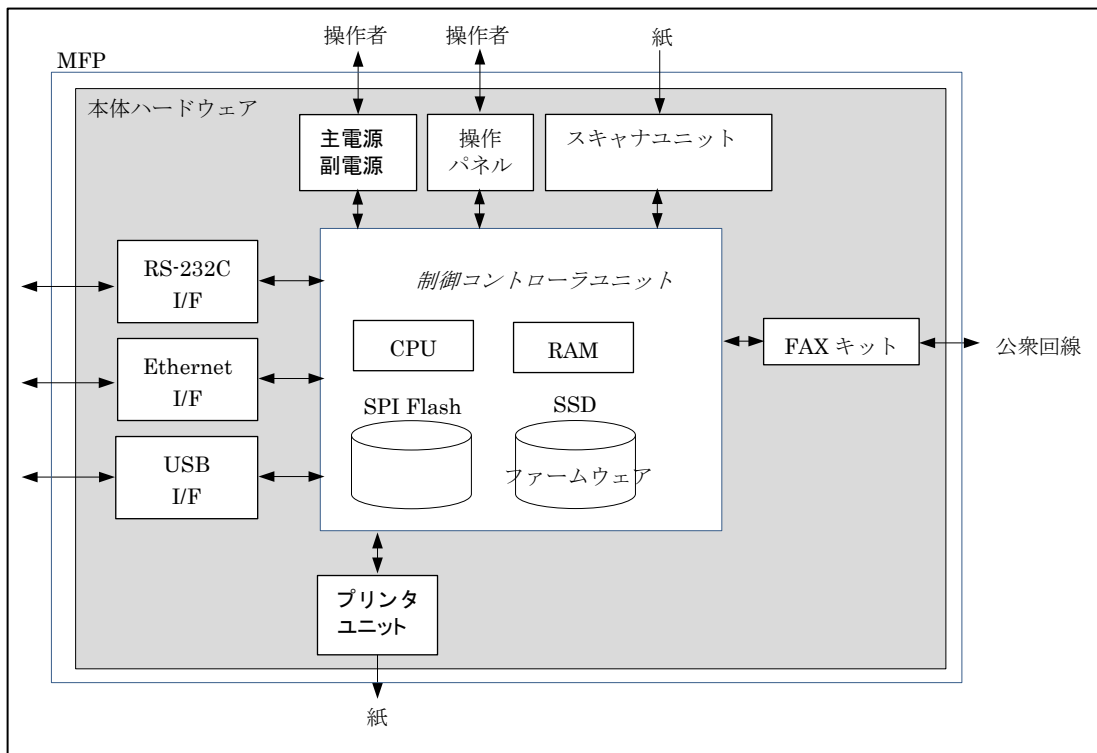 操作者
操作者
紙
MFP
本体ハードウェア
主電源
副電源
操作
パネル
スキャナユニット
RS-232C
I/F
制御コントローラユニット
CPU
RAM
FAX キット
公衆回線
Ethernet
I/F
SPI Flash
SSD
ファームウェア
USB
I/F
プリンタ
ユニット
紙